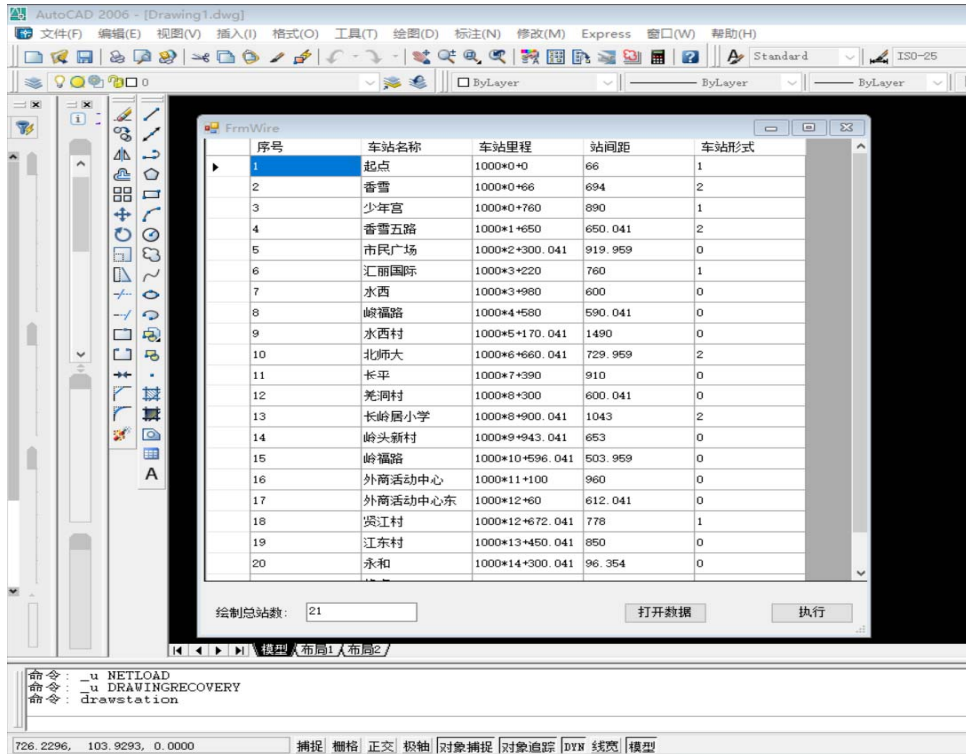 AutoCAD 2006 - [Drawing1.dwg]
文件(F) 编辑(E) 视图(V) 插入(I) 格式(O) 工具(T) 绘图(D) 标注(N) 修改(M) Express 窗口(W) 帮助(H)
Standard ISO-25
0 ByLayer ByLayer ByLayer
FrmWire
序号 车站名称 车站里程 站间距 车站形式
1 起点 1000*0+0 66 1
2 香雪 1000*0+66 694 2
3 少年宫 1000*0+760 890 1
4 香雪五路 1000*1+650 650.041 2
5 市民广场 1000*2+300.041 919.959 0
6 汇丽国际 1000*3+220 760 1
7 水西 1000*3+980 600 0
8 峻福路 1000*4+580 590.041 0
9 水西村 1000*5+170.041 1490 0
10 北师大 1000*6+660.041 729.959 2
11 长平 1000*7+390 910 0
12 羌洞村 1000*8+300 600.041 0
13 长岭居小学 1000*8+900.041 1043 2
14 岭头新村 1000*9+943.041 653 0
15 岭福路 1000*10+596.041 503.959 0
16 外商活动中心 1000*11+100 960 0
17 外商活动中心东 1000*12+60 612.041 0
18 贤江村 1000*12+672.041 778 1
19 江东村 1000*13+450.041 850 0
20 永和 1000*14+300.041 96.354 0
绘制总站数: 21 打开数据 执行
模型 布局1 布局2
命令: _u NETLOAD
命令: _u DRAWINGRECOVERY
命令: drawstation
726.2296, 103.9293, 0.0000 捕捉 栅格 正交 极轴 对象捕捉 对象追踪 DYN 线宽 模型